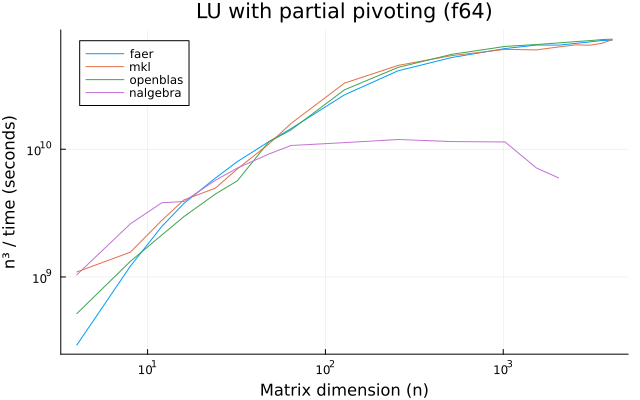 LU with partial pivoting (f64)
faer
mkl
openblas
nalgebra
n³ / time (seconds)
10¹⁰
10⁹
10¹
10²
10³
Matrix dimension (n)